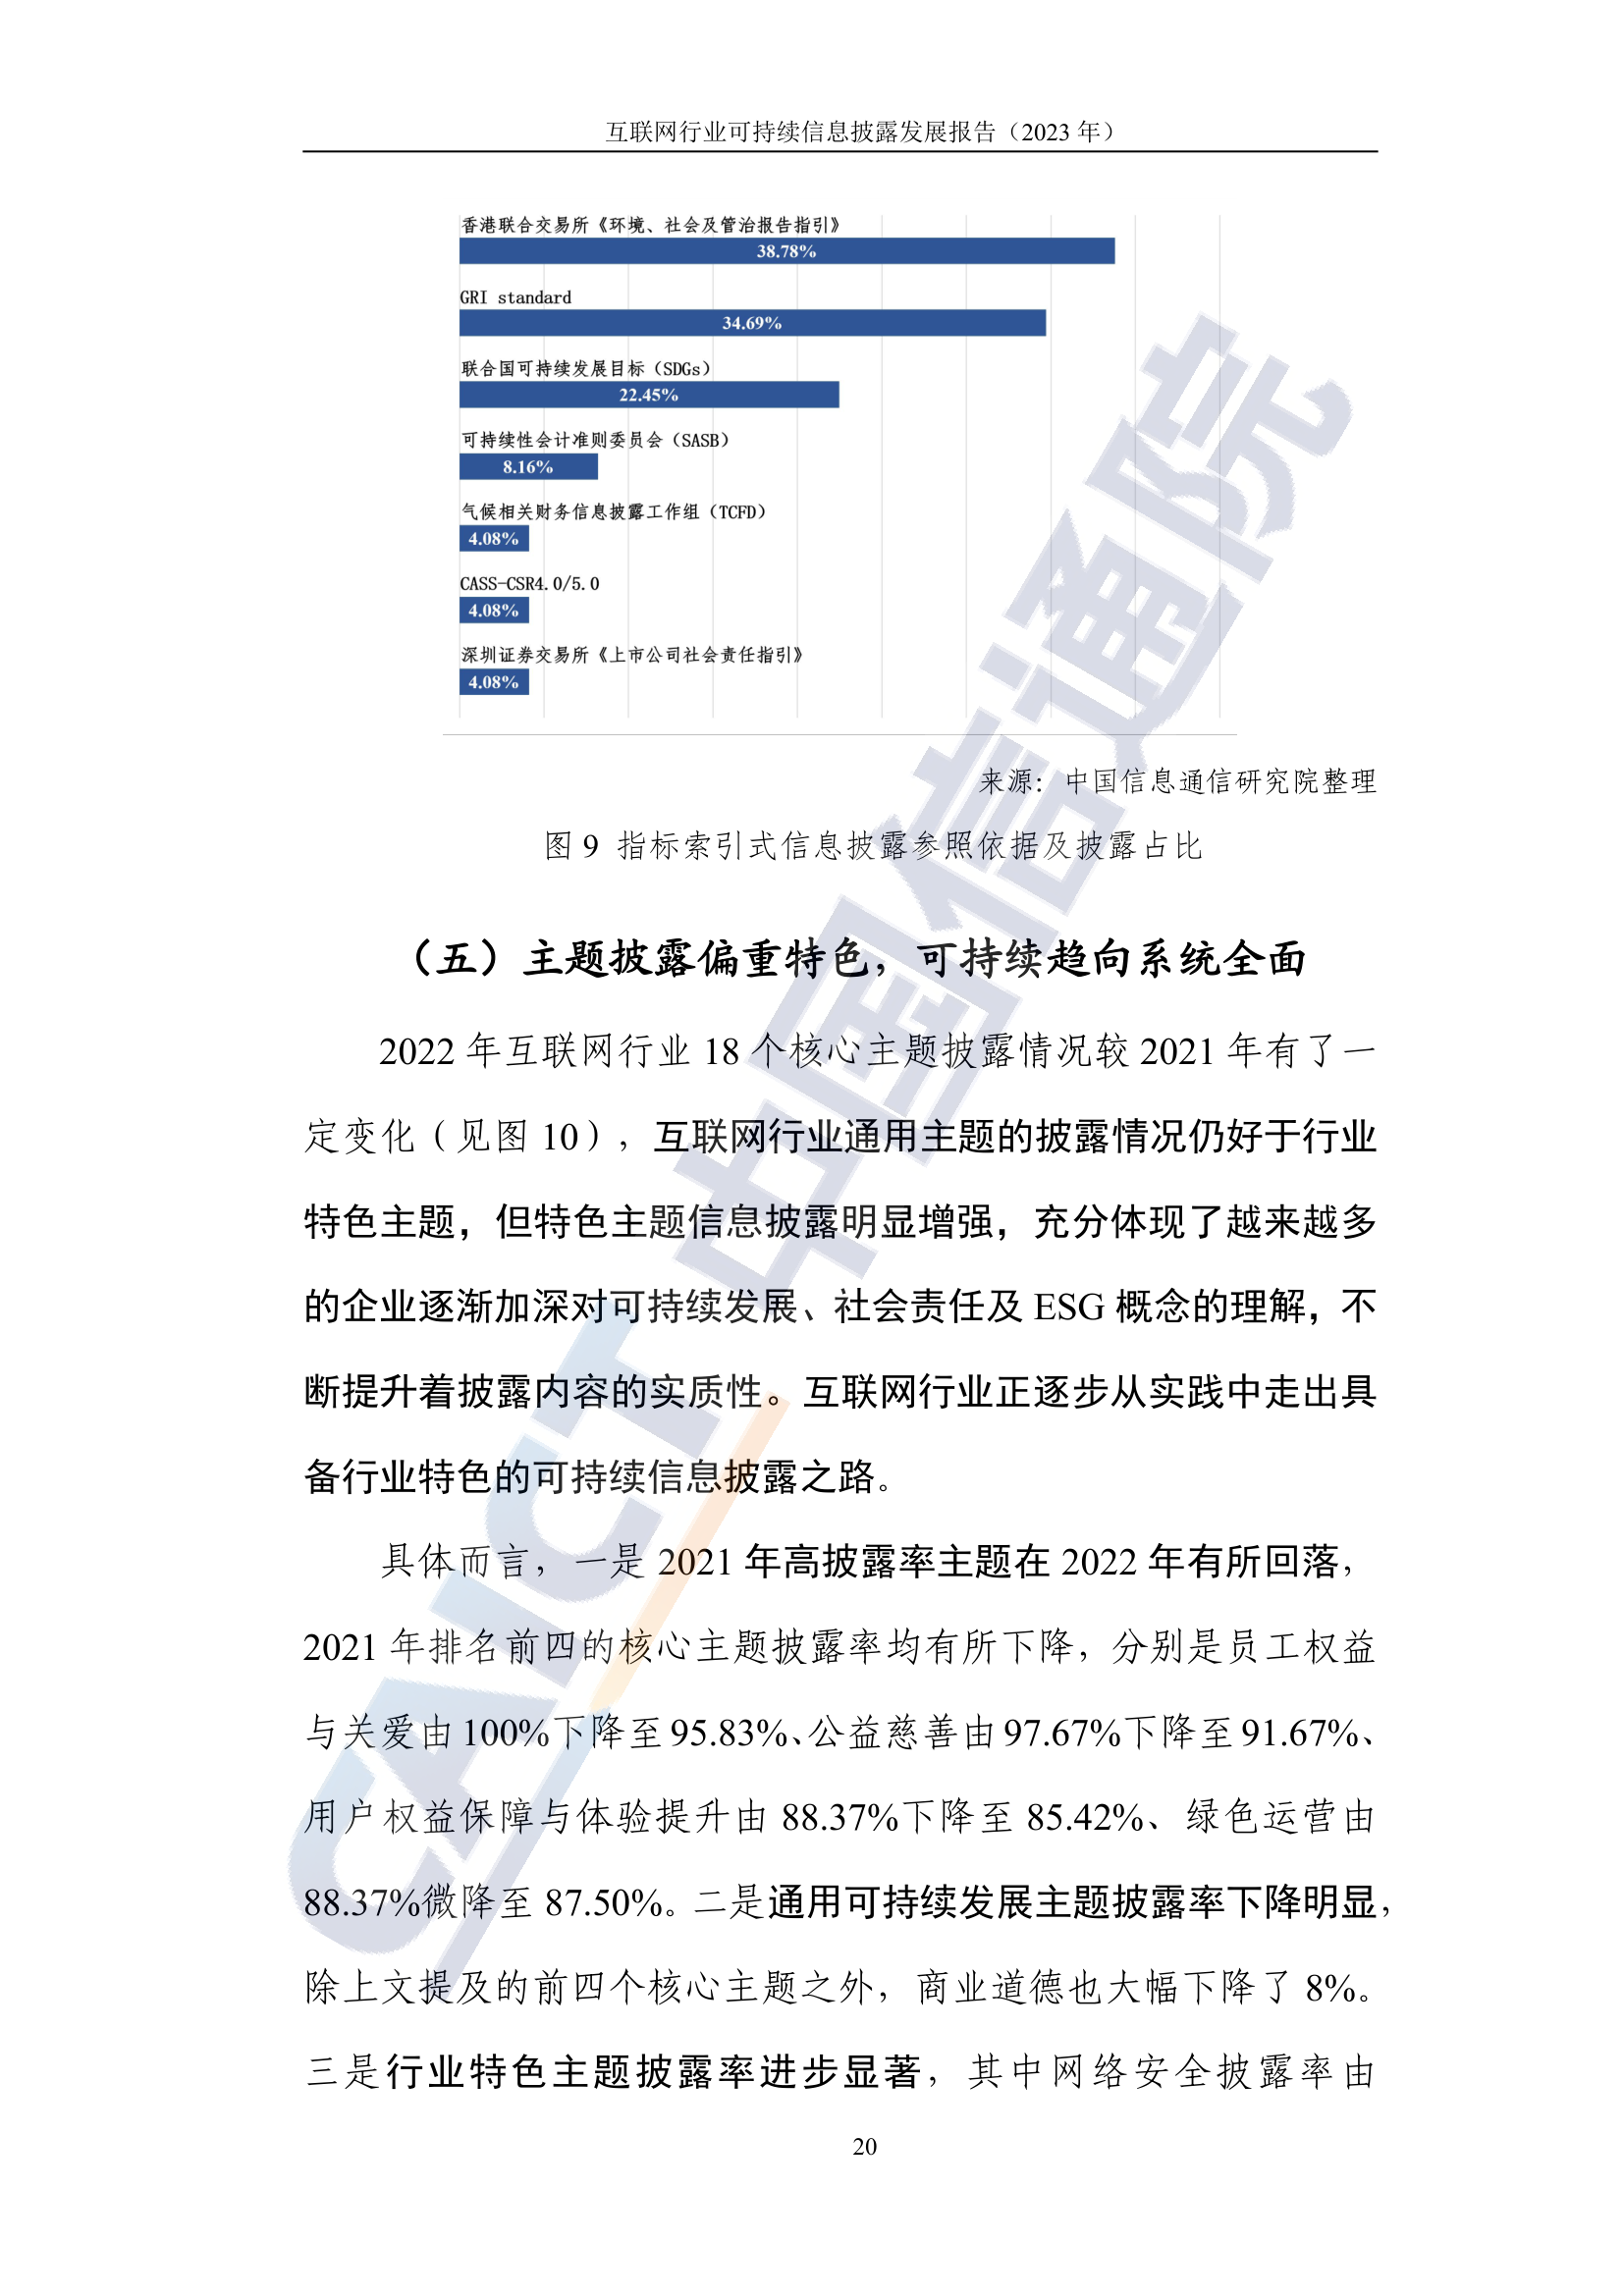 互联网行业可持续信息披露发展报告（2023 年）
香港联合交易所《环境、社会及管治报告指引》
38.78%
GRI standard
34.69%
联合国可持续发展目标（SDGs）
22.45%
可持续性会计准则委员会（SASB）
8.16%
气候相关财务信息披露工作组（TCFD）
4.08%
CASS-CSR4.0/5.0
4.08%
深圳证券交易所《上市公司社会责任指引》
4.08%
来源：中国信息通信研究院整理
图 9 指标索引式信息披露参照依据及披露占比
（五）主题披露偏重特色，可持续趋向系统全面
2022 年互联网行业 18 个核心主题披露情况较 2021 年有了一
定变化（见图 10），互联网行业通用主题的披露情况仍好于行业
特色主题，但特色主题信息披露明显增强，充分体现了越来越多
的企业逐渐加深对可持续发展、社会责任及 ESG 概念的理解，不
断提升着披露内容的实质性。互联网行业正逐步从实践中走出具
备行业特色的可持续信息披露之路。
具体而言，一是 2021 年高披露率主题在 2022 年有所回落，
2021 年排名前四的核心主题披露率均有所下降，分别是员工权益
与关爱由 100%下降至 95.83%、公益慈善由 97.67%下降至 91.67%、
用户权益保障与体验提升由 88.37%下降至 85.42%、绿色运营由
88.37%微降至 87.50%。二是通用可持续发展主题披露率下降明显，
除上文提及的前四个核心主题之外，商业道德也大幅下降了 8%。
三是行业特色主题披露率进步显著，其中网络安全披露率由
20
CAICT 中国信通院